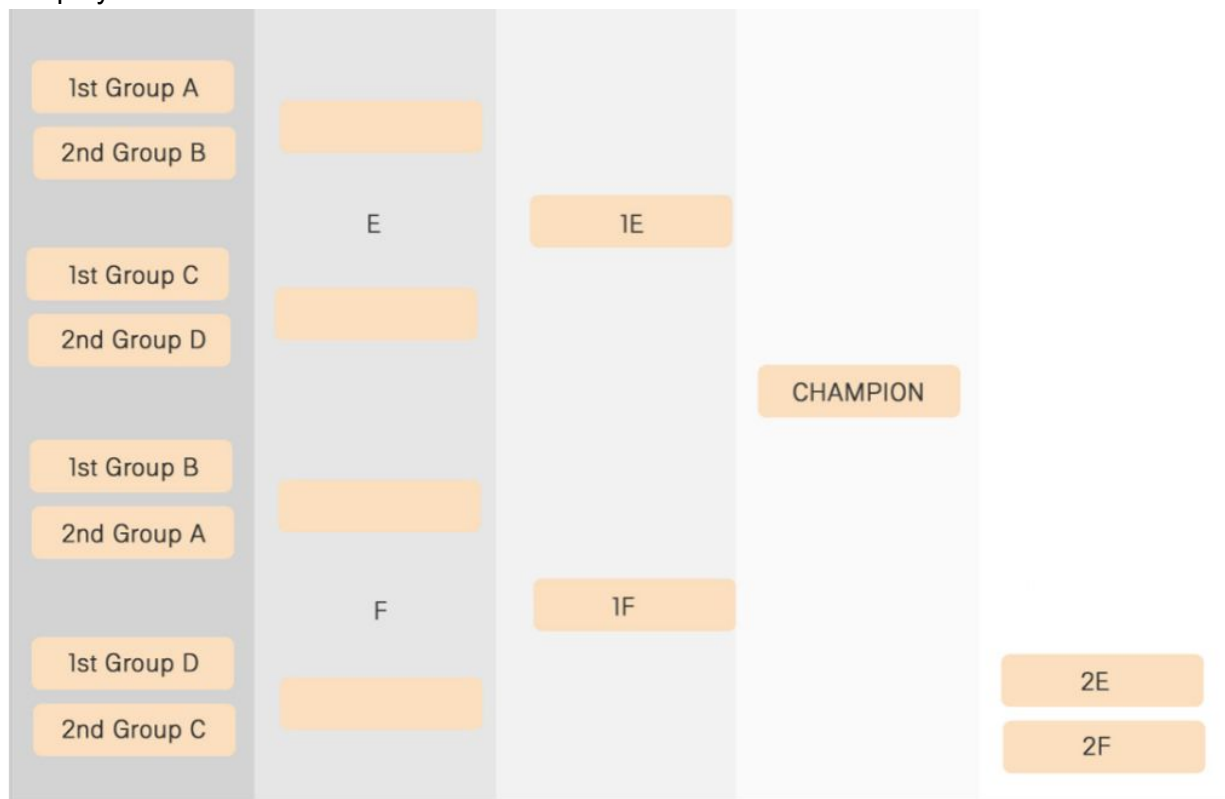 1st Group A
2nd Group B
E
1E
1st Group C
2nd Group D
CHAMPION
1st Group B
2nd Group A
F
1F
1st Group D
2E
2nd Group C
2F